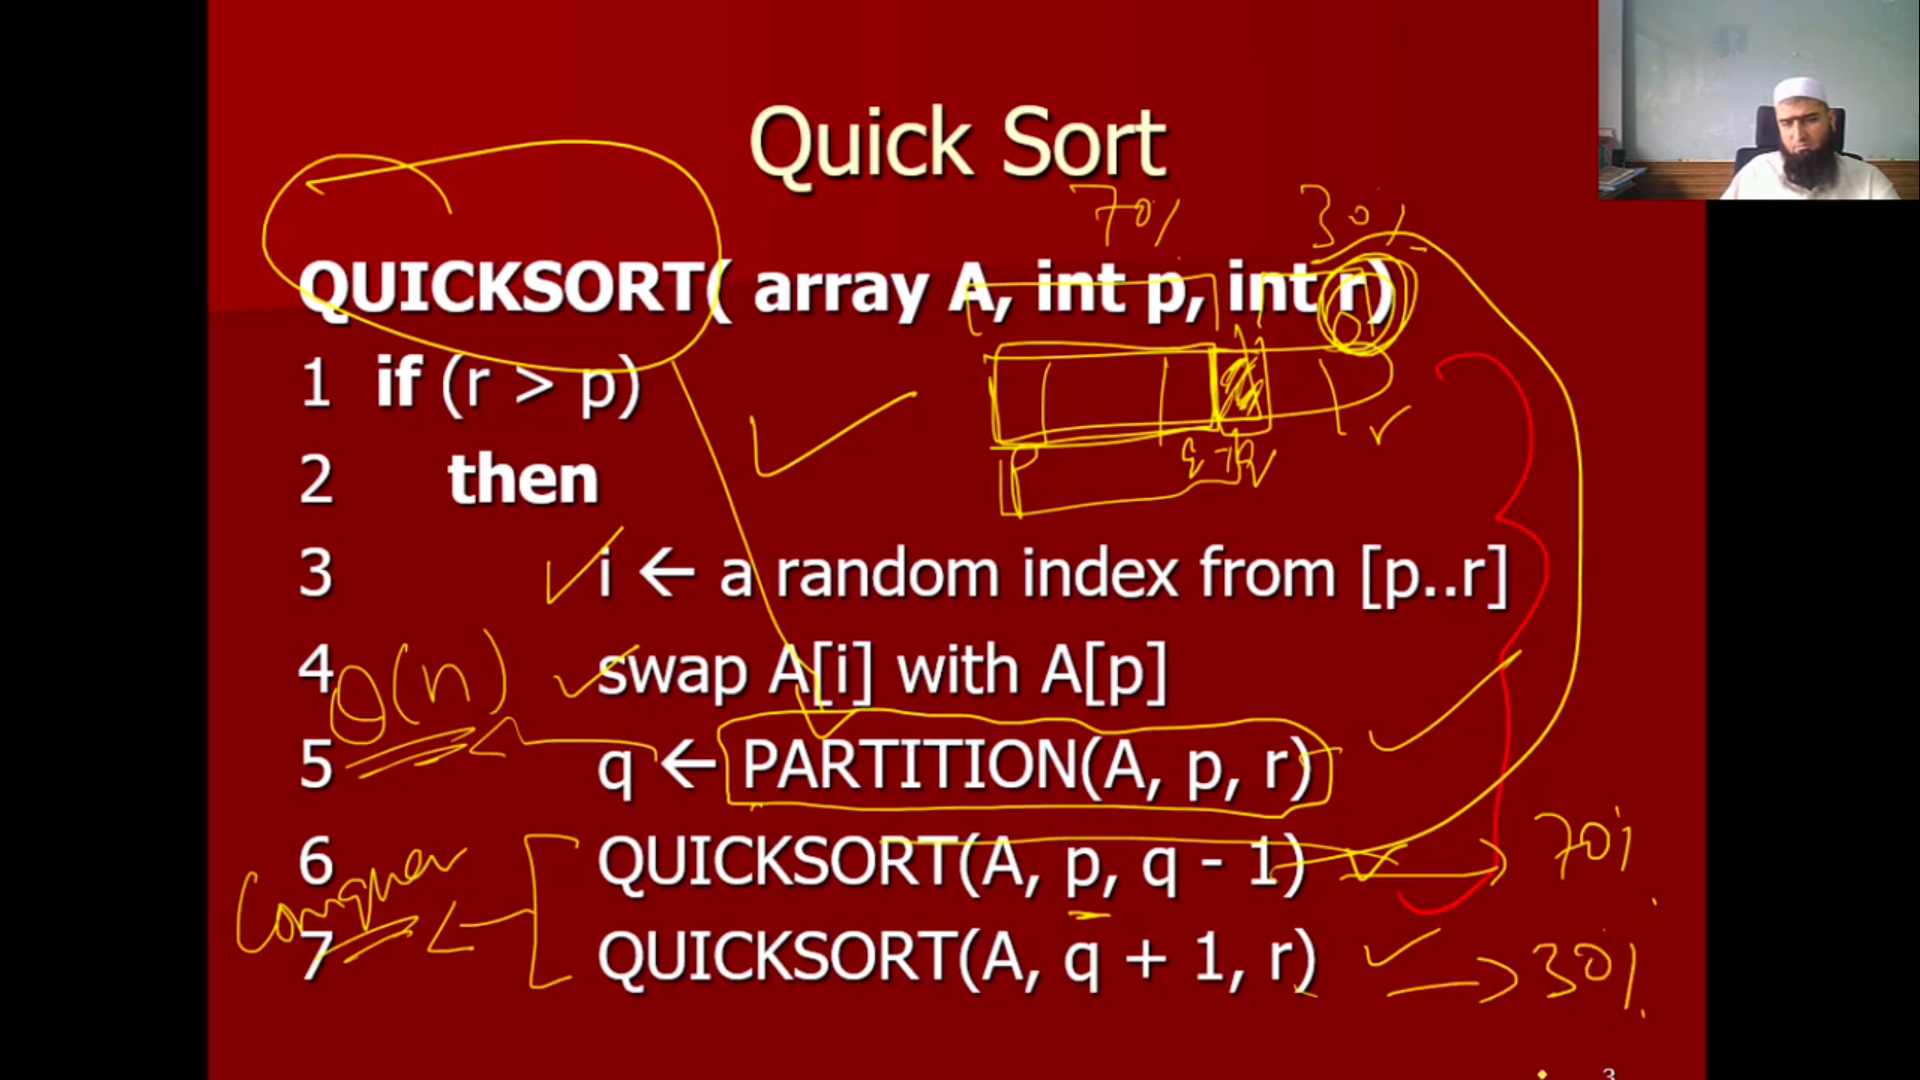 Quick Sort
70% 30%
QUICKSORT( array A, int p, int r)
1 if (r > p)
r
2 then
p q-1 q
3 i ← a random index from [p..r]
4 swap A[i] with A[p]
Θ(n)
5 q ← PARTITION(A, p, r)
6 QUICKSORT(A, p, q - 1) 70%
Conquer
7 QUICKSORT(A, q + 1, r) 30%
3